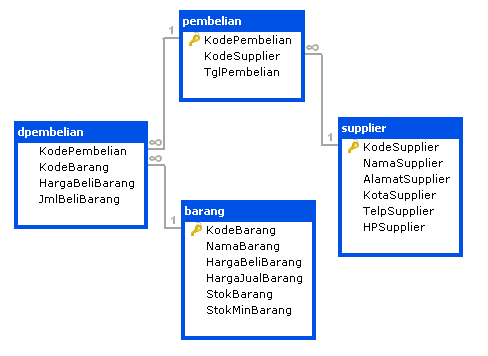 pembelian
KodePembelian
KodeSupplier
TglPembelian
1
∞
∞
∞
1
1
dpembelian
KodePembelian
KodeBarang
HargaBeliBarang
JmlBeliBarang
supplier
KodeSupplier
NamaSupplier
AlamatSupplier
KotaSupplier
TelpSupplier
HPSupplier
barang
KodeBarang
NamaBarang
HargaBeliBarang
HargaJualBarang
StokBarang
StokMinBarang